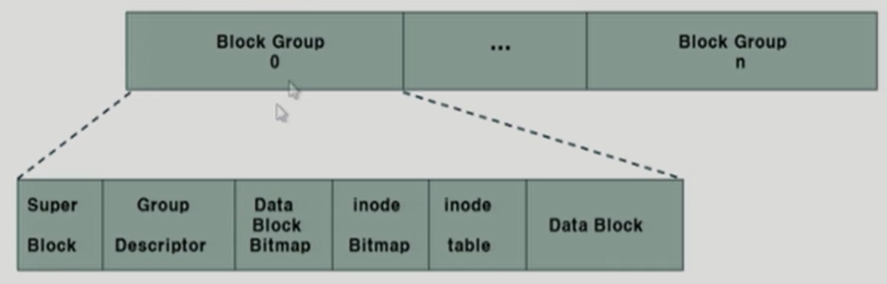 Block Group
0
...
Block Group
n
Super
Block
Group
Descriptor
Data
Block
Bitmap
inode
Bitmap
inode
table
Data Block